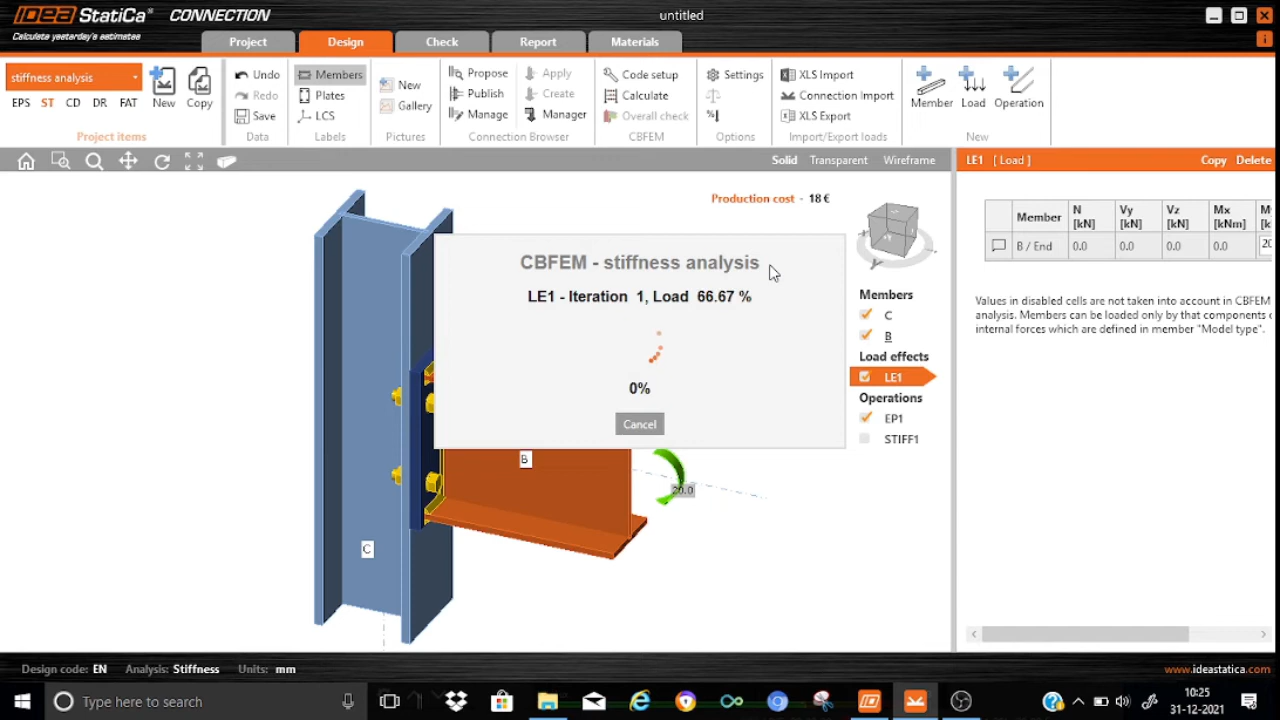 IDEA StatiCa® CONNECTION
Calculate yesterday's estimates
untitled
Project Design Check Report Materials
stiffness analysis
EPS ST CD DR FAT
New Copy
Project items
Undo
Redo
Save
Data
Members
Plates
LCS
Labels
New
Gallery
Pictures
Propose
Publish
Manage
Apply
Create
Manager
Connection Browser
Code setup
Calculate
Overall check
CBFEM
Settings
Options
XLS Import
Connection Import
XLS Export
Import/Export loads
Member Load Operation
New
Solid Transparent Wireframe
LE1 [ Load ] Copy Delete
Production cost - 18 €
CBFEM - stiffness analysis
LE1 - Iteration 1, Load 66.67 %
0%
Cancel
B
C
20.0
Members
C
B
Load effects
LE1
Operations
EP1
STIFF1
Member N [kN] Vy [kN] Vz [kN] Mx [kNm]
B / End 0.0 0.0 0.0 0.0 20
Values in disabled cells are not taken into account in CBFEM
analysis. Members can be loaded only by that components
internal forces which are defined in member "Model type".
Design code: EN Analysis: Stiffness Units: mm
www.ideastatica.com
Type here to search
10:25
31-12-2021